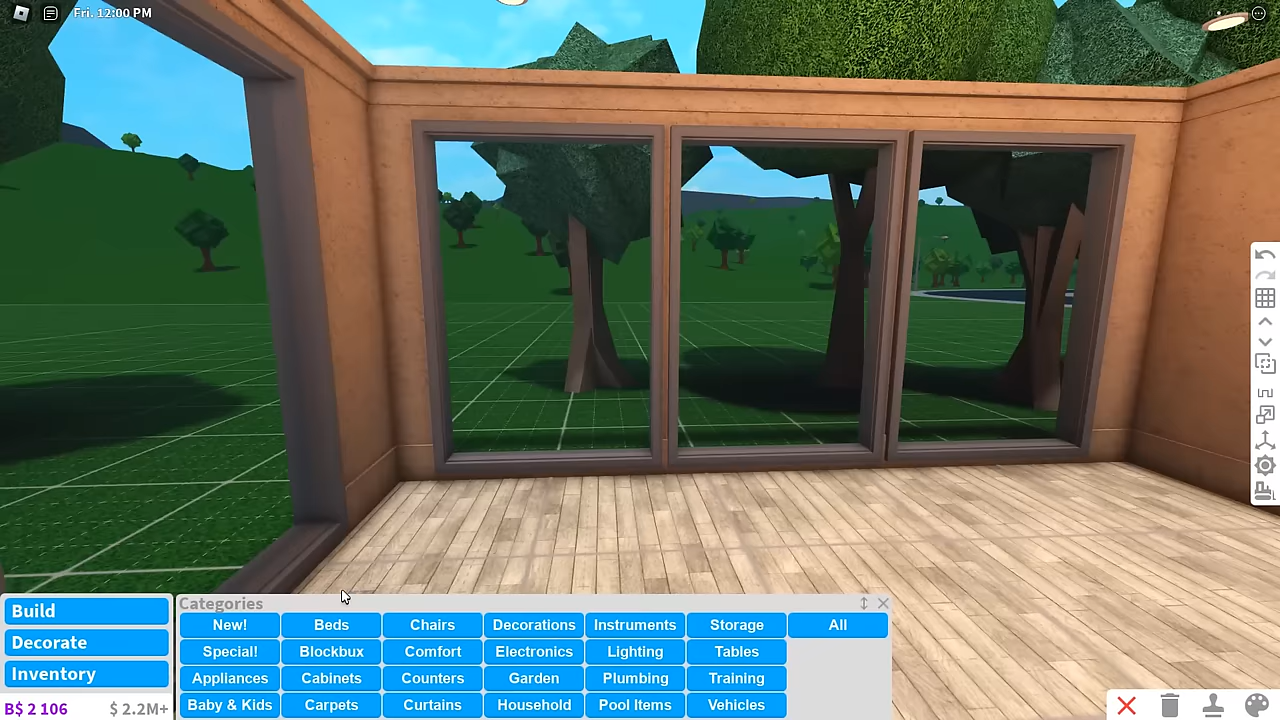 Fri. 12:00 PM
Build
Decorate
Inventory
B$ 2 106 $ 2.2M+
Categories
New! Beds Chairs Decorations Instruments Storage All
Special! Blockbux Comfort Electronics Lighting Tables
Appliances Cabinets Counters Garden Plumbing Training
Baby & Kids Carpets Curtains Household Pool Items Vehicles